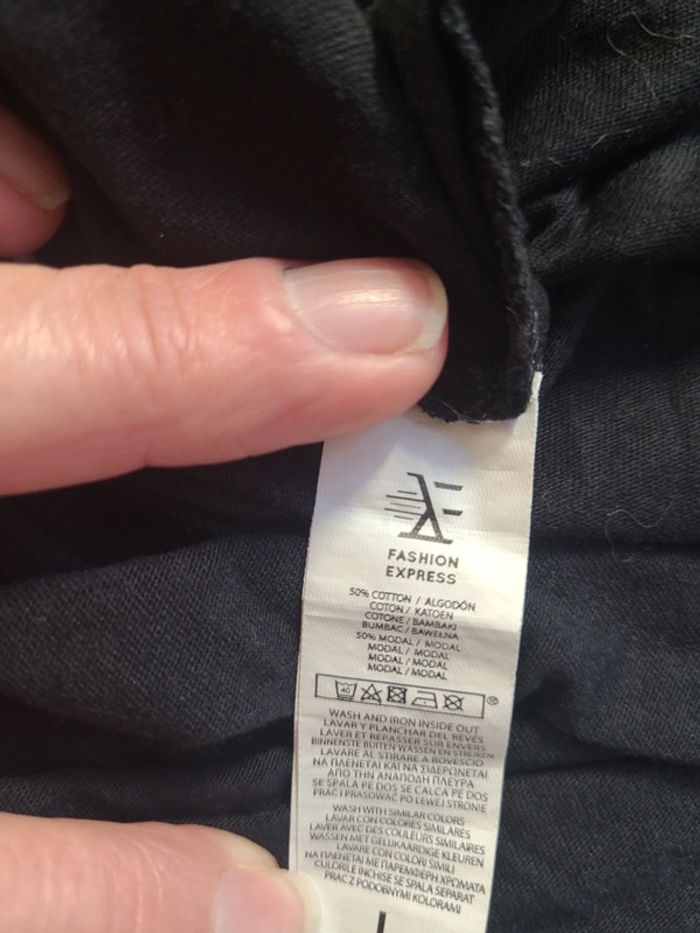 FASHION
EXPRESS
50% COTTON / ALGODÓN
COTON / KATOEN
COTONE / BAMBAKI
BUMBAC / BAWEŁNA
50% MODAL / MODAL
MODAL / MODAL
MODAL / MODAL
MODAL / MODAL
40
WASH AND IRON INSIDE OUT
LAVAR Y PLANCHAR DEL REVÉS
LAVER ET REPASSER SUR ENVERS
BINNENSTE BUITEN WASSEN EN STRIJKEN
LAVARE AL STIRARE A ROVESCIO
ΝΑ ΠΛΕΝΕΤΑΙ ΚΑΙ ΝΑ ΣΙΔΕΡΩΝΕΤΑΙ
ΑΠΟ ΤΗΝ ΑΝΑΠΟΔΗ ΠΛΕΥΡΑ
SE SPALA PE DOS SE CALCA PE DOS
PRAĆ I PRASOWAĆ PO LEWEJ STRONIE
WASH WITH SIMILAR COLORS
LAVAR CON COLORES SIMILARES
LAVER AVEC DES COULEURS SIMILAIRES
WASSEN MET GELIJKAARDIGE KLEUREN
LAVARE CON COLORI SIMILI
ΝΑ ΠΛΕΝΕΤΑΙ ΜΕ ΠΑΡΕΜΦΕΡΗ ΧΡΩΜΑΤΑ
CULORILE INCHISE SE SPALA SEPARAT
PRAC Z PODOBNYMI KOLORAMI